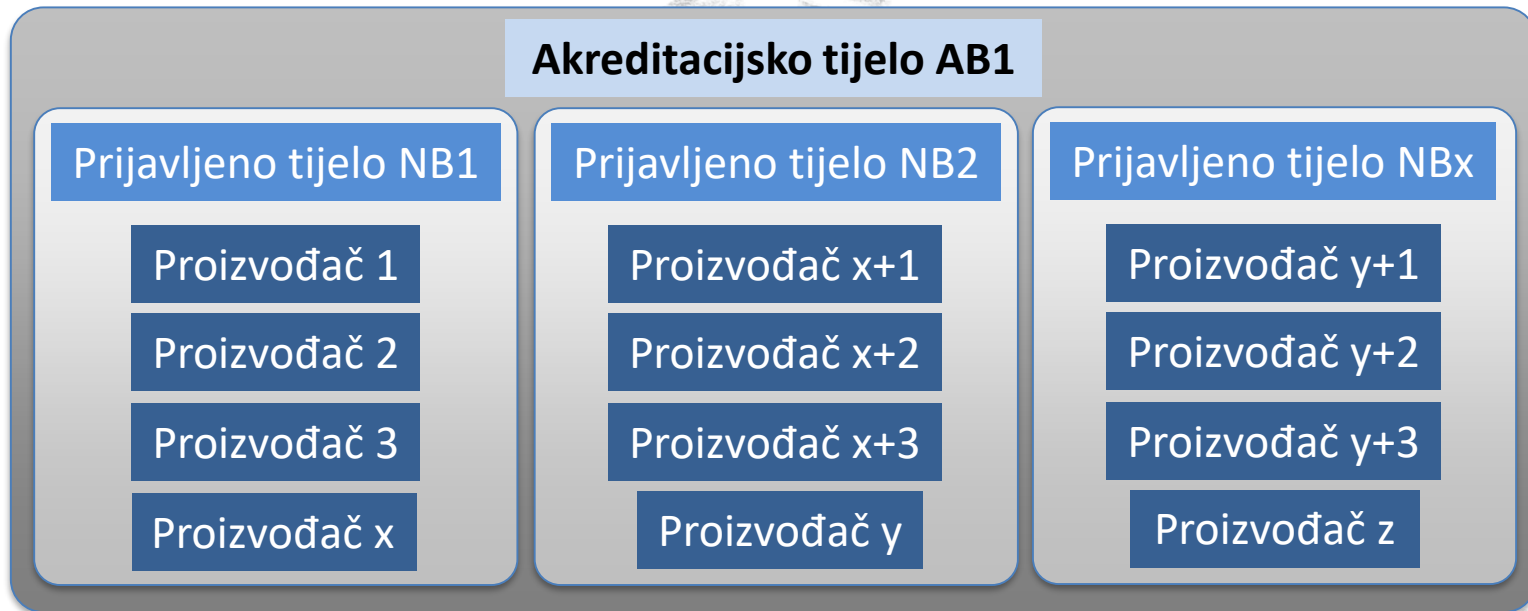 Akreditacijsko tijelo AB1
Prijavljeno tijelo NB1
Proizvođač 1
Proizvođač 2
Proizvođač 3
Proizvođač x
Prijavljeno tijelo NB2
Proizvođač x+1
Proizvođač x+2
Proizvođač x+3
Proizvođač y
Prijavljeno tijelo NBx
Proizvođač y+1
Proizvođač y+2
Proizvođač y+3
Proizvođač z